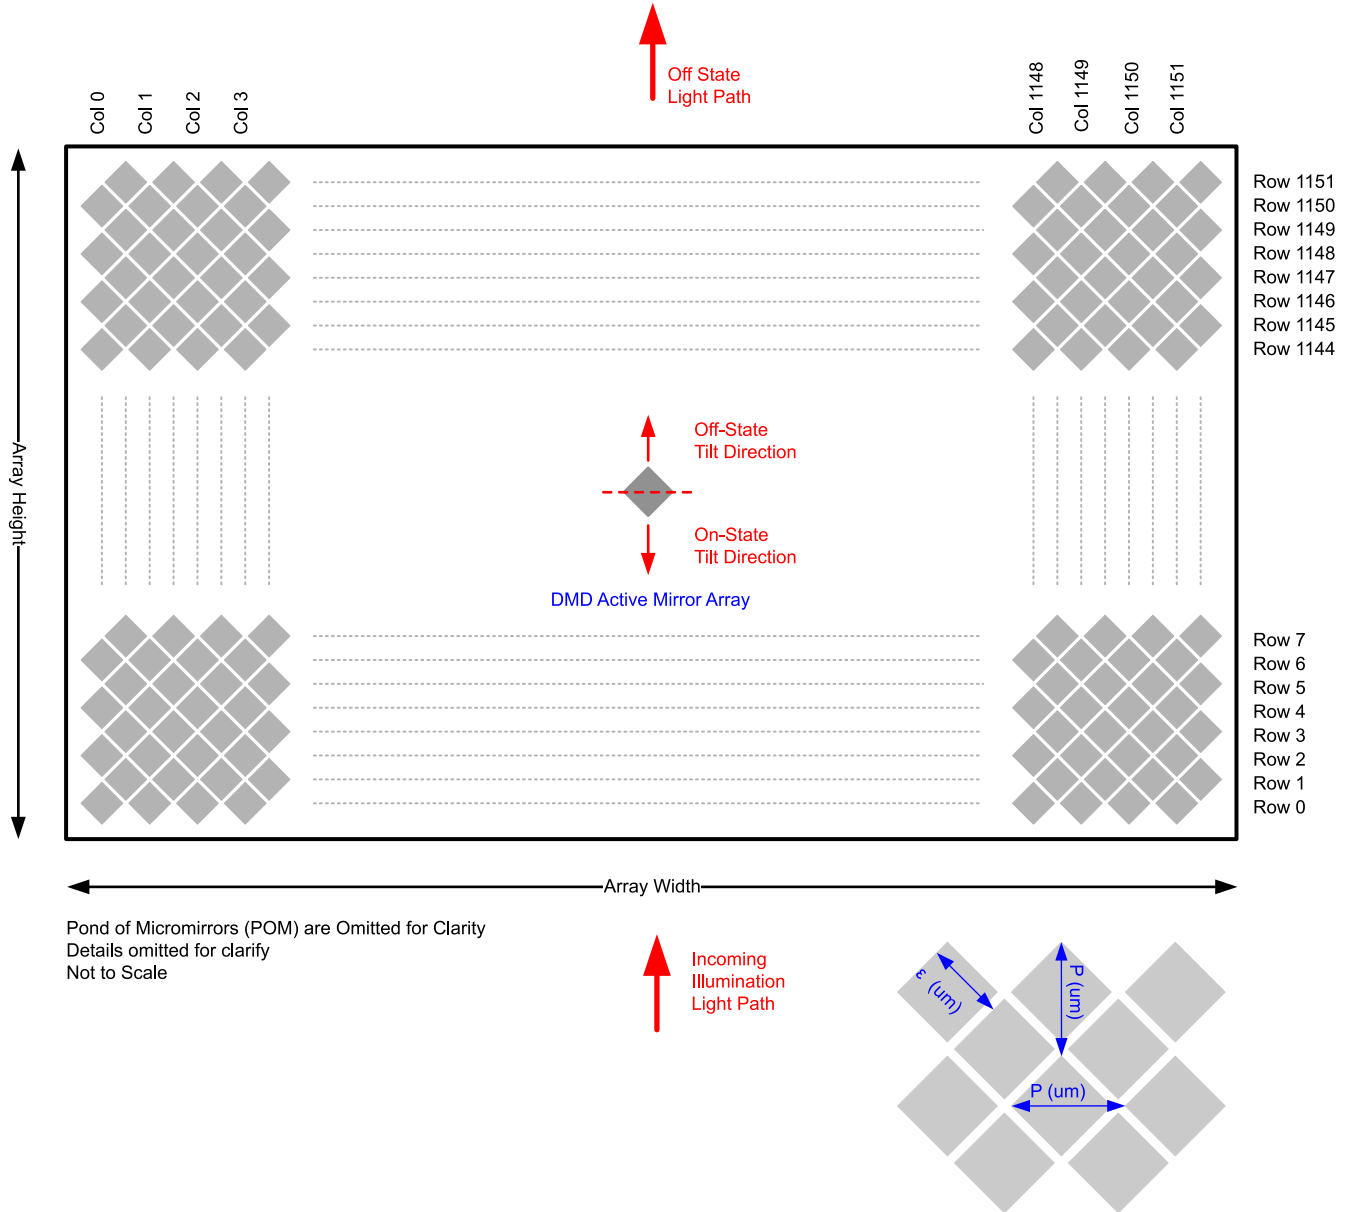 Off State
Light Path
Col 0
Col 1
Col 2
Col 3
Col 1148
Col 1149
Col 1150
Col 1151
Row 1151
Row 1150
Row 1149
Row 1148
Row 1147
Row 1146
Row 1145
Row 1144
Array Height
Off-State
Tilt Direction
On-State
Tilt Direction
DMD Active Mirror Array
Row 7
Row 6
Row 5
Row 4
Row 3
Row 2
Row 1
Row 0
Array Width
Pond of Micromirrors (POM) are Omitted for Clarity
Details omitted for clarify
Not to Scale
Incoming
Illumination
Light Path
ε (um)
P (um)
P (um)